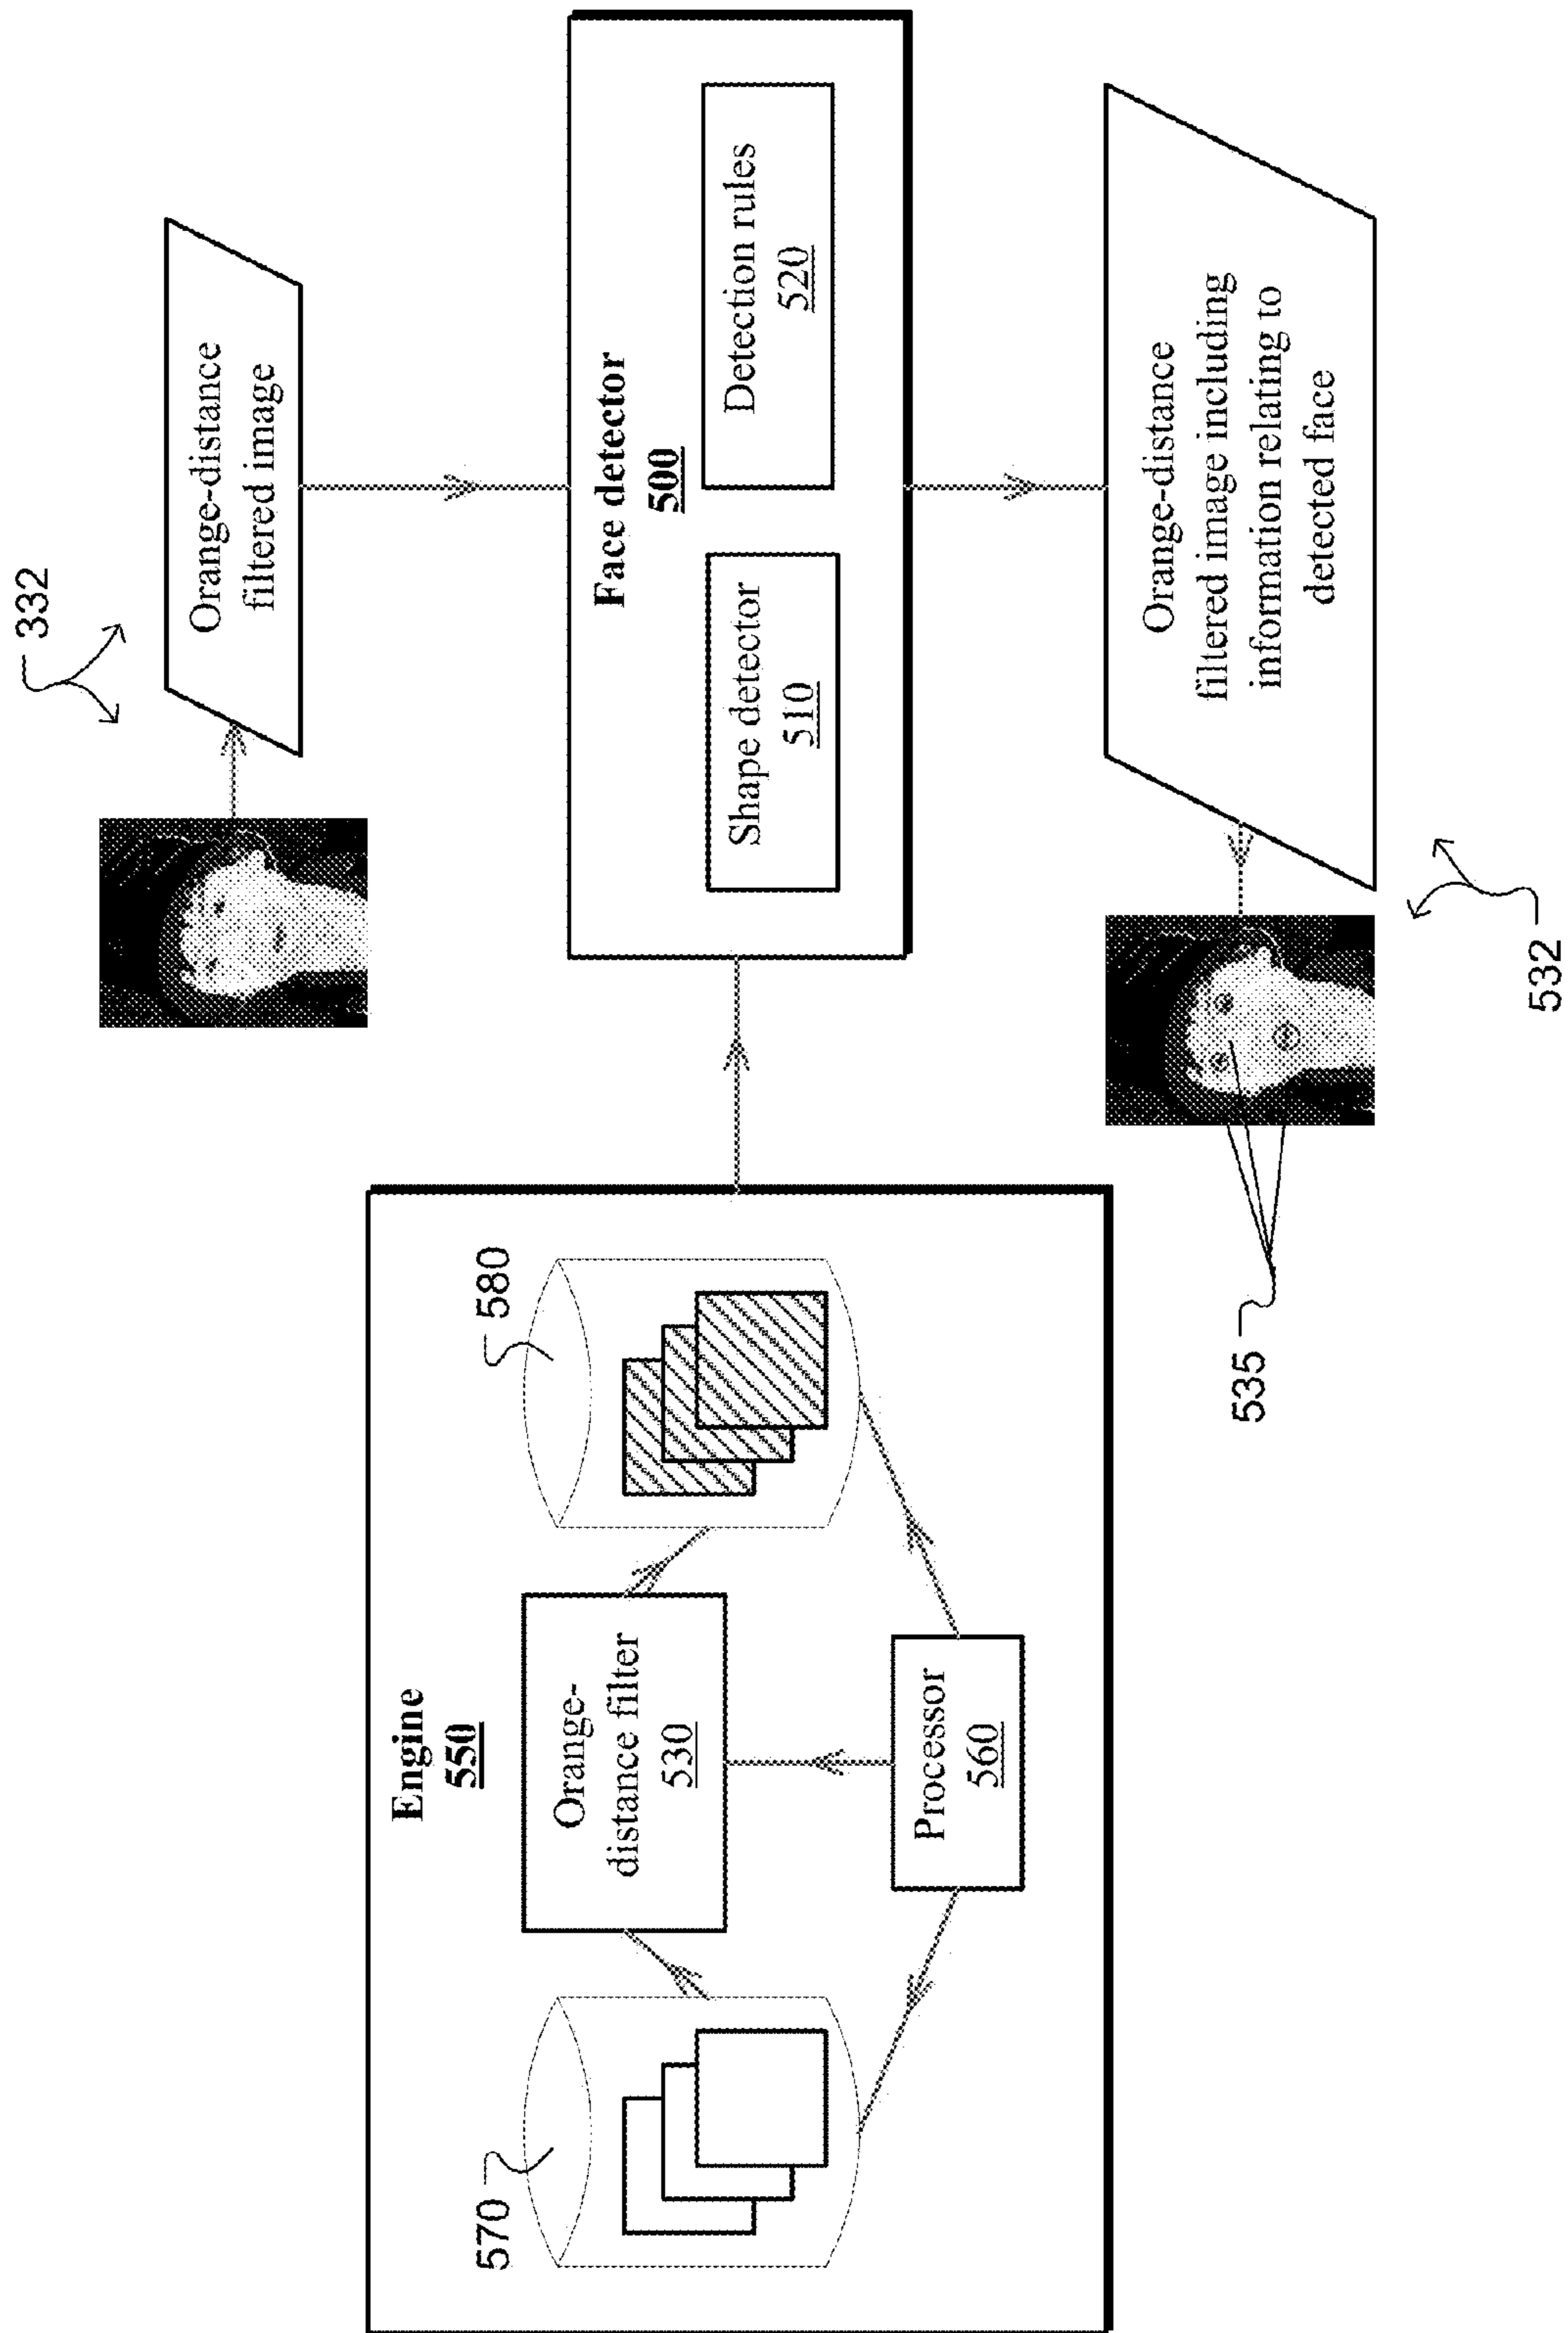 332
Orange-distance
filtered image
Face detector
500
Shape detector
510
Detection rules
520
Engine
550
570
580
Orange-
distance filter
530
Processor
560
Orange-distance
filtered image including
information relating to
detected face
535
532